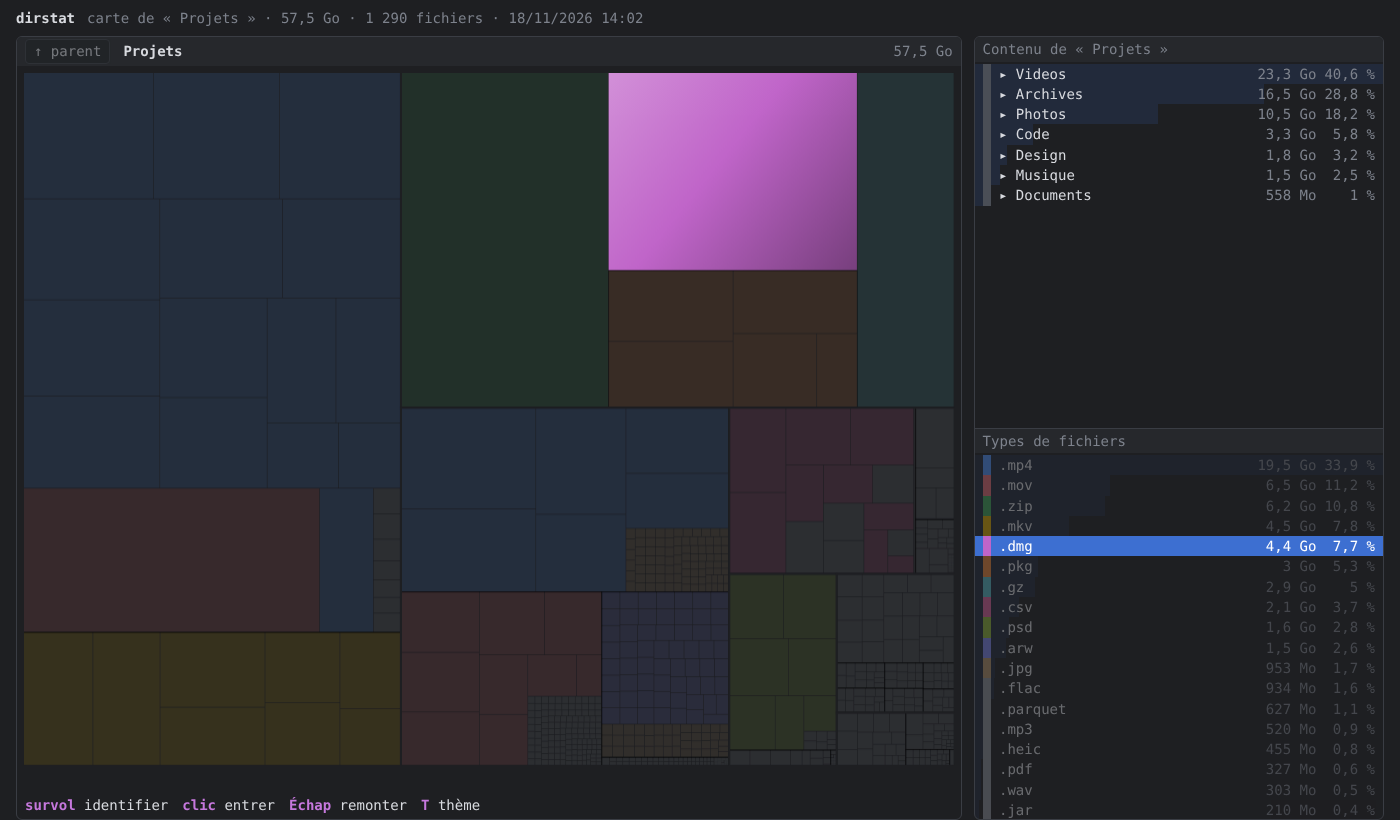 dirstat carte de « Projets » · 57,5 Go · 1 290 fichiers · 18/11/2026 14:02
↑ parent Projets 57,5 Go
Contenu de « Projets »
▸ Videos 23,3 Go 40,6 %
▸ Archives 16,5 Go 28,8 %
▸ Photos 10,5 Go 18,2 %
▸ Code 3,3 Go 5,8 %
▸ Design 1,8 Go 3,2 %
▸ Musique 1,5 Go 2,5 %
▸ Documents 558 Mo 1 %
Types de fichiers
.mp4 19,5 Go 33,9 %
.mov 6,5 Go 11,2 %
.zip 6,2 Go 10,8 %
.mkv 4,5 Go 7,8 %
.dmg 4,4 Go 7,7 %
.pkg 3 Go 5,3 %
.gz 2,9 Go 5 %
.csv 2,1 Go 3,7 %
.psd 1,6 Go 2,8 %
.arw 1,5 Go 2,6 %
.jpg 953 Mo 1,7 %
.flac 934 Mo 1,6 %
.parquet 627 Mo 1,1 %
.mp3 520 Mo 0,9 %
.heic 455 Mo 0,8 %
.pdf 327 Mo 0,6 %
.wav 303 Mo 0,5 %
.jar 210 Mo 0,4 %
survol identifier clic entrer Échap remonter T thème